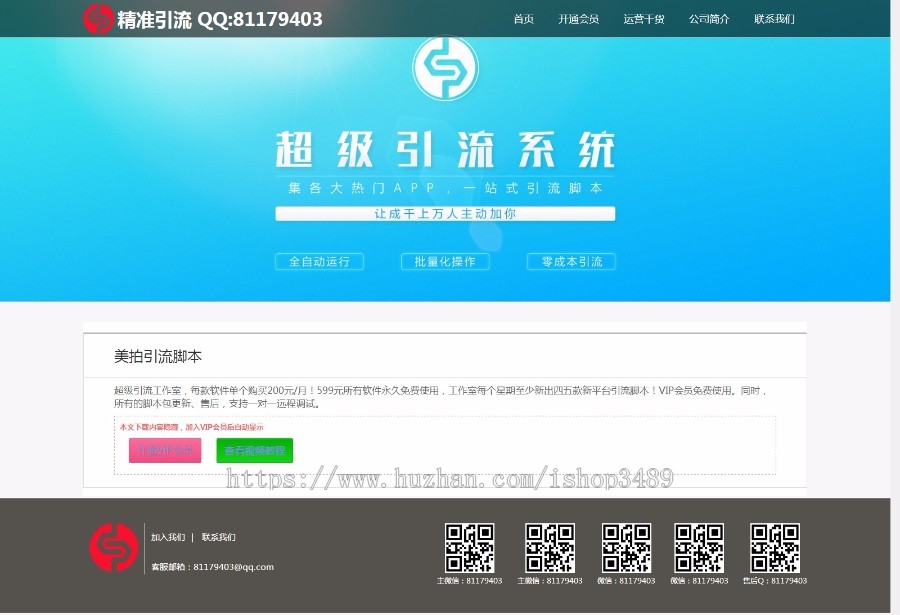 精准引流 QQ:81179403
首页 开通会员 运营干货 公司简介 联系我们
超级引流系统
集各大热门APP,一站式引流脚本
让成千上万人主动加你
全自动运行 批量化操作 零成本引流
美拍引流脚本
超级引流工作室，每款软件单个购买200元/月！599元所有软件永久免费使用，工作室每个星期至少新出四五款新平台引流脚本！VIP会员免费使用。同时，
所有的脚本包更新、售后，支持一对一远程调试。
本文下载内容隐藏，加入VIP会员后自动显示
开通VIP会员 查看视频教程
https://www.huzhan.com/ishop3489
加入我们 | 联系我们
客服邮箱：81179403@qq.com
主微信：81179403 主微信：81179403 微信：81179403 微信：81179403 售后Q：81179403